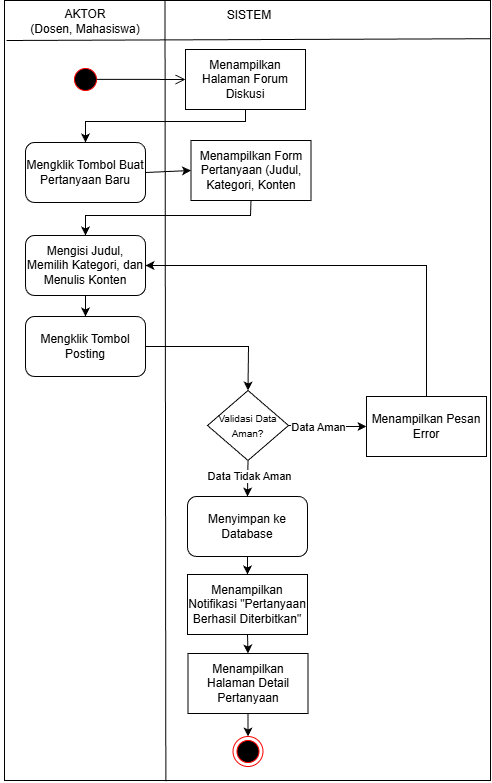 AKTOR
(Dosen, Mahasiswa)
SISTEM
Menampilkan
Halaman Forum
Diskusi
Mengklik Tombol Buat
Pertanyaan Baru
Menampilkan Form
Pertanyaan (Judul,
Kategori, Konten
Mengisi Judul,
Memilih Kategori, dan
Menulis Konten
Mengklik Tombol
Posting
Validasi Data
Aman?
Data Aman
Menampilkan Pesan
Error
Data Tidak Aman
Menyimpan ke
Database
Menampilkan
Notifikasi "Pertanyaan
Berhasil Diterbitkan"
Menampilkan
Halaman Detail
Pertanyaan